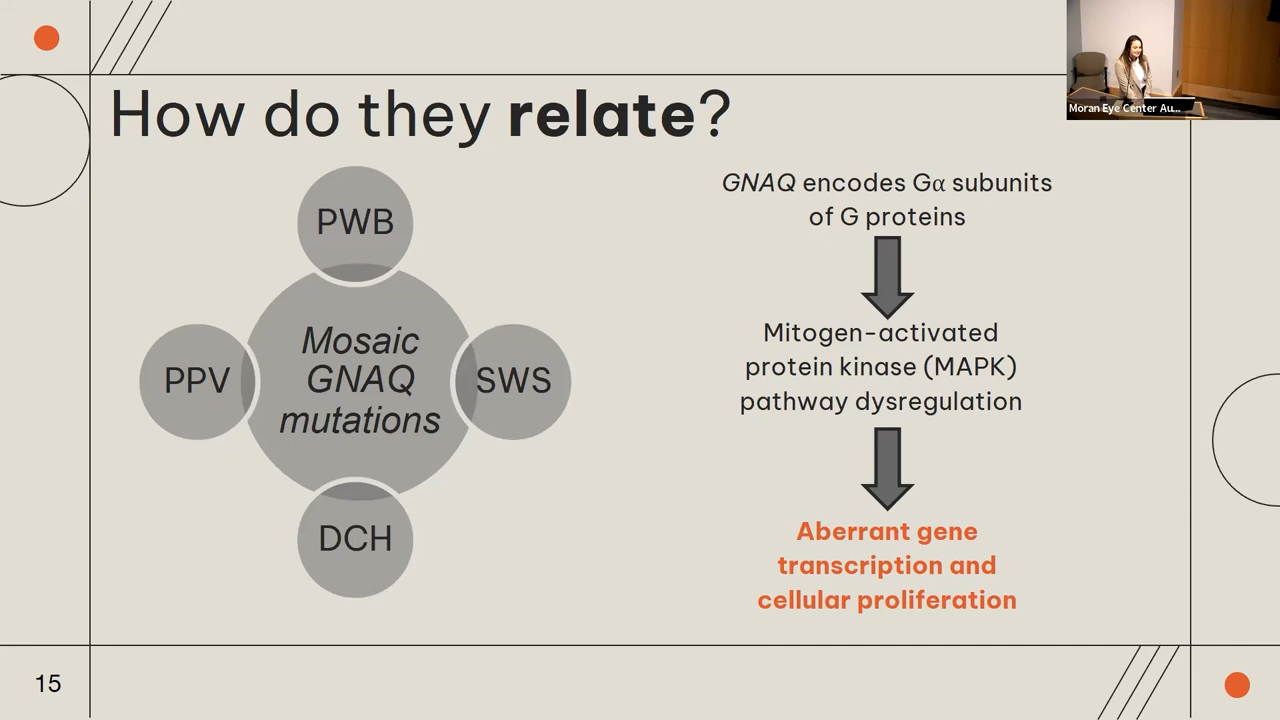 How do they relate?
Moran Eye Center Au...
PWB
PPV
Mosaic
GNAQ
mutations
SWS
DCH
GNAQ encodes Gα subunits
of G proteins
Mitogen-activated
protein kinase (MAPK)
pathway dysregulation
Aberrant gene
transcription and
cellular proliferation
15